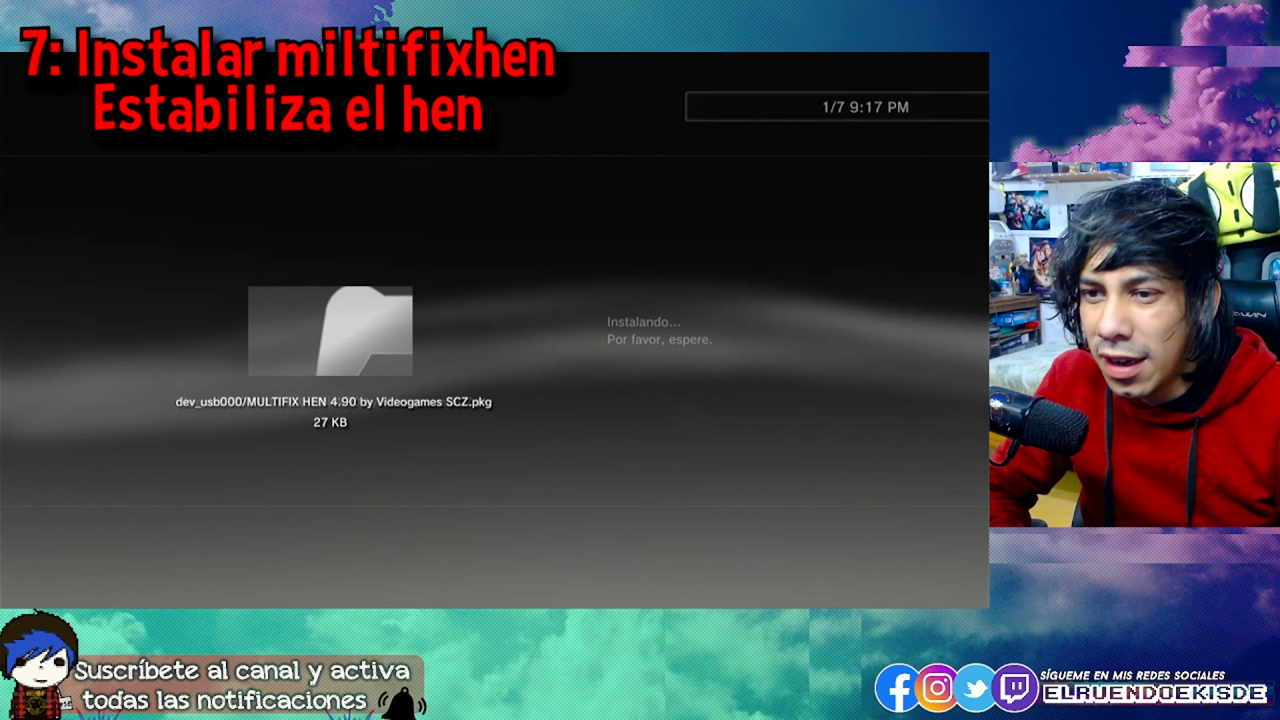 7: Instalar miltifixhen
Estabiliza el hen
1/7 9:17 PM
Instalando...
Por favor, espere.
dev_usb000/MULTIFIX HEN 4.90 by Videogames SCZ.pkg
27 KB
Suscríbete al canal y activa
todas las notificaciones
SÍGUEME EN MIS REDES SOCIALES
ELRUENDOEKISDE